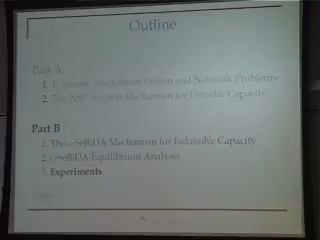 Outline
Part A
1. Economic Mechanism Design and Network Problems
2. The NSP Auction Mechanism for Divisible Capacity
Part B
1. The c-SeBiDA Mechanism for Indivisible Capacity
2. c-SeBiDA Equilibrium Analysis
3. Experiments